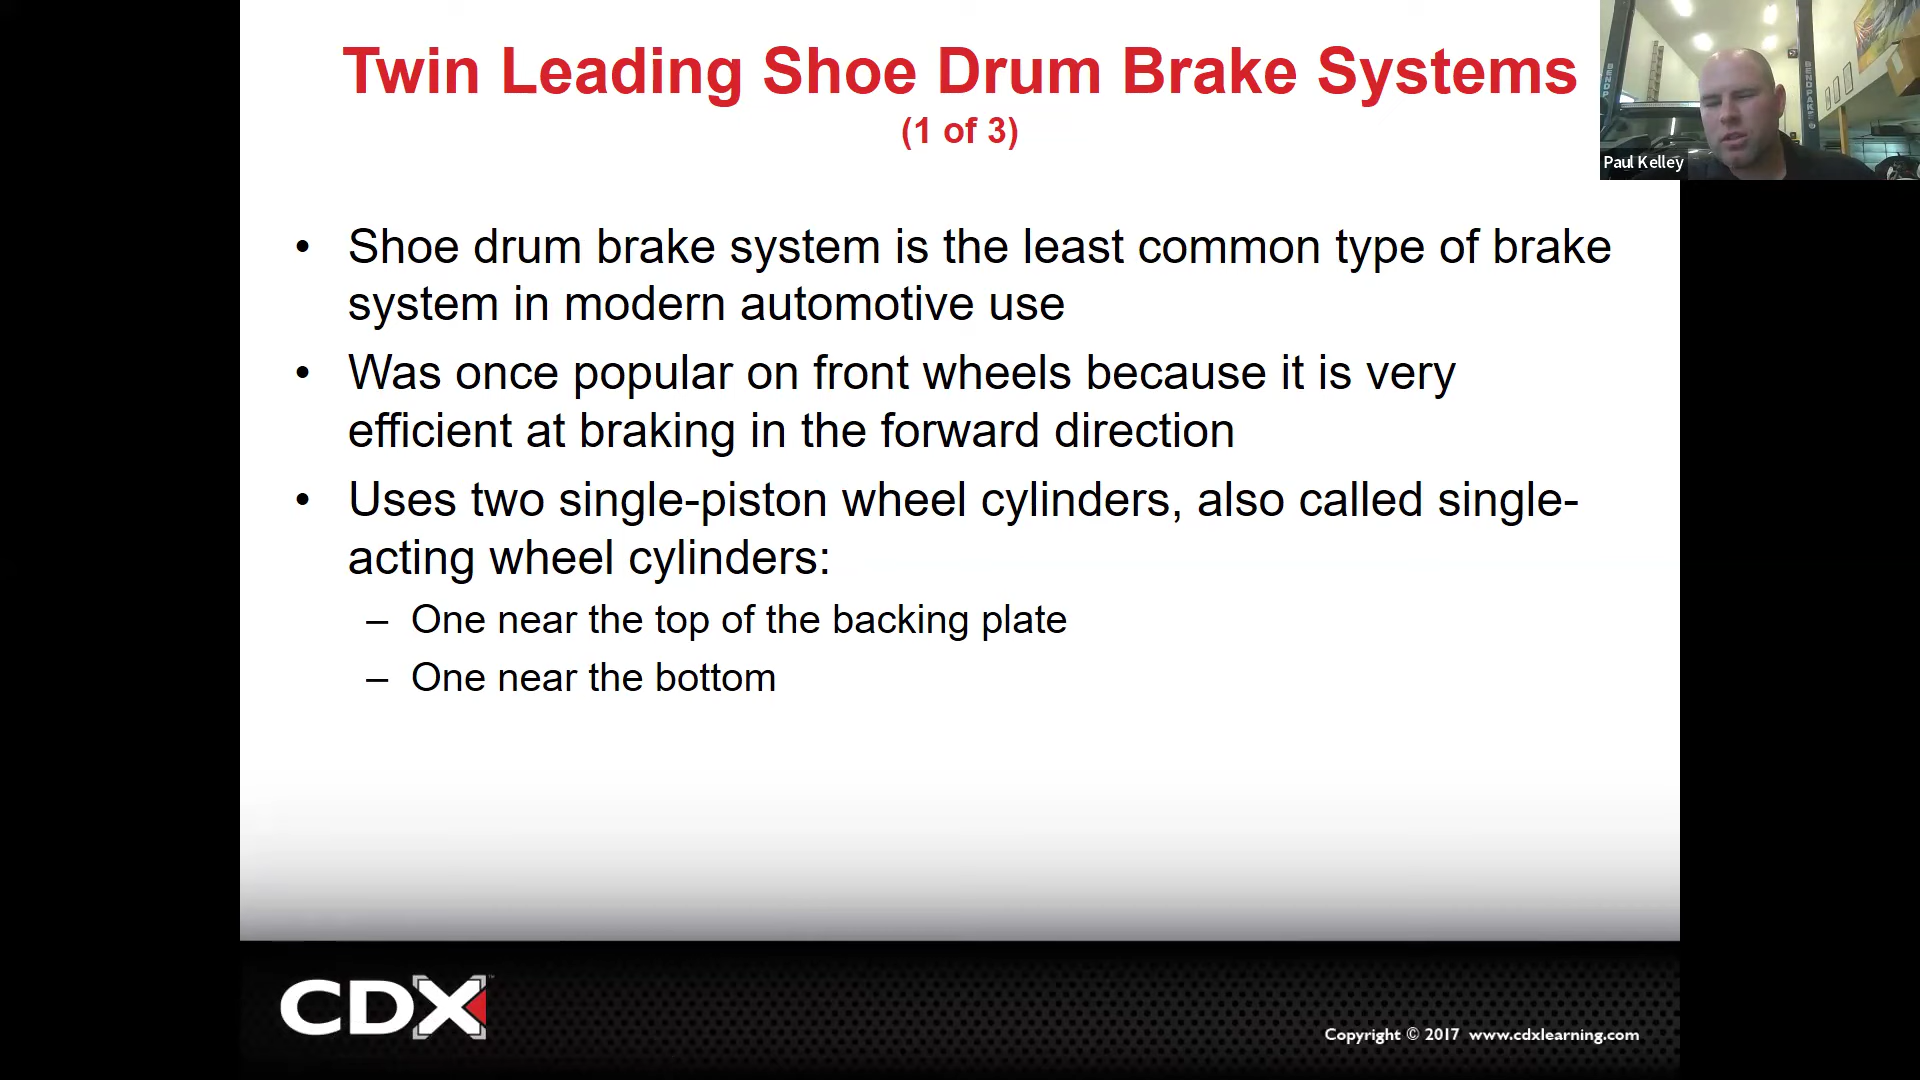 Twin Leading Shoe Drum Brake Systems
(1 of 3)
BENDP
BENDPAK
Paul Kelley
• Shoe drum brake system is the least common type of brake
system in modern automotive use
• Was once popular on front wheels because it is very
efficient at braking in the forward direction
• Uses two single-piston wheel cylinders, also called single-
acting wheel cylinders:
– One near the top of the backing plate
– One near the bottom
CDX™
Copyright © 2017 www.cdxlearning.com